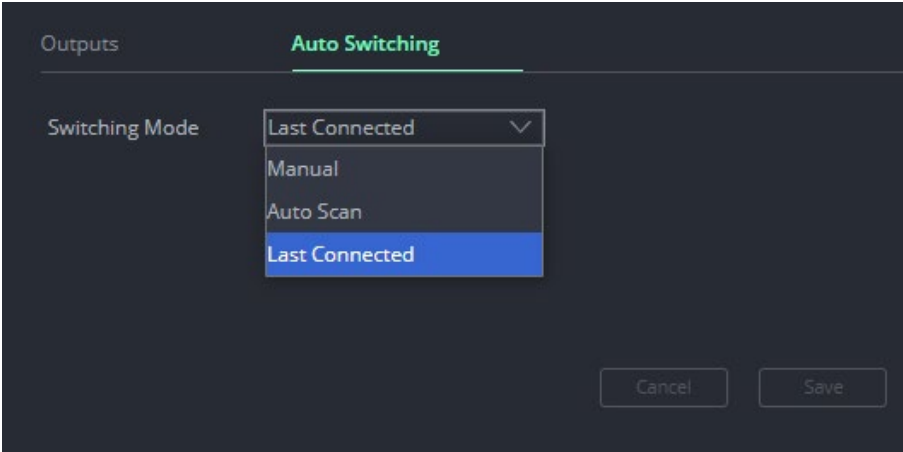 Outputs Auto Switching
Switching Mode Last Connected
Manual
Auto Scan
Last Connected
Cancel Save